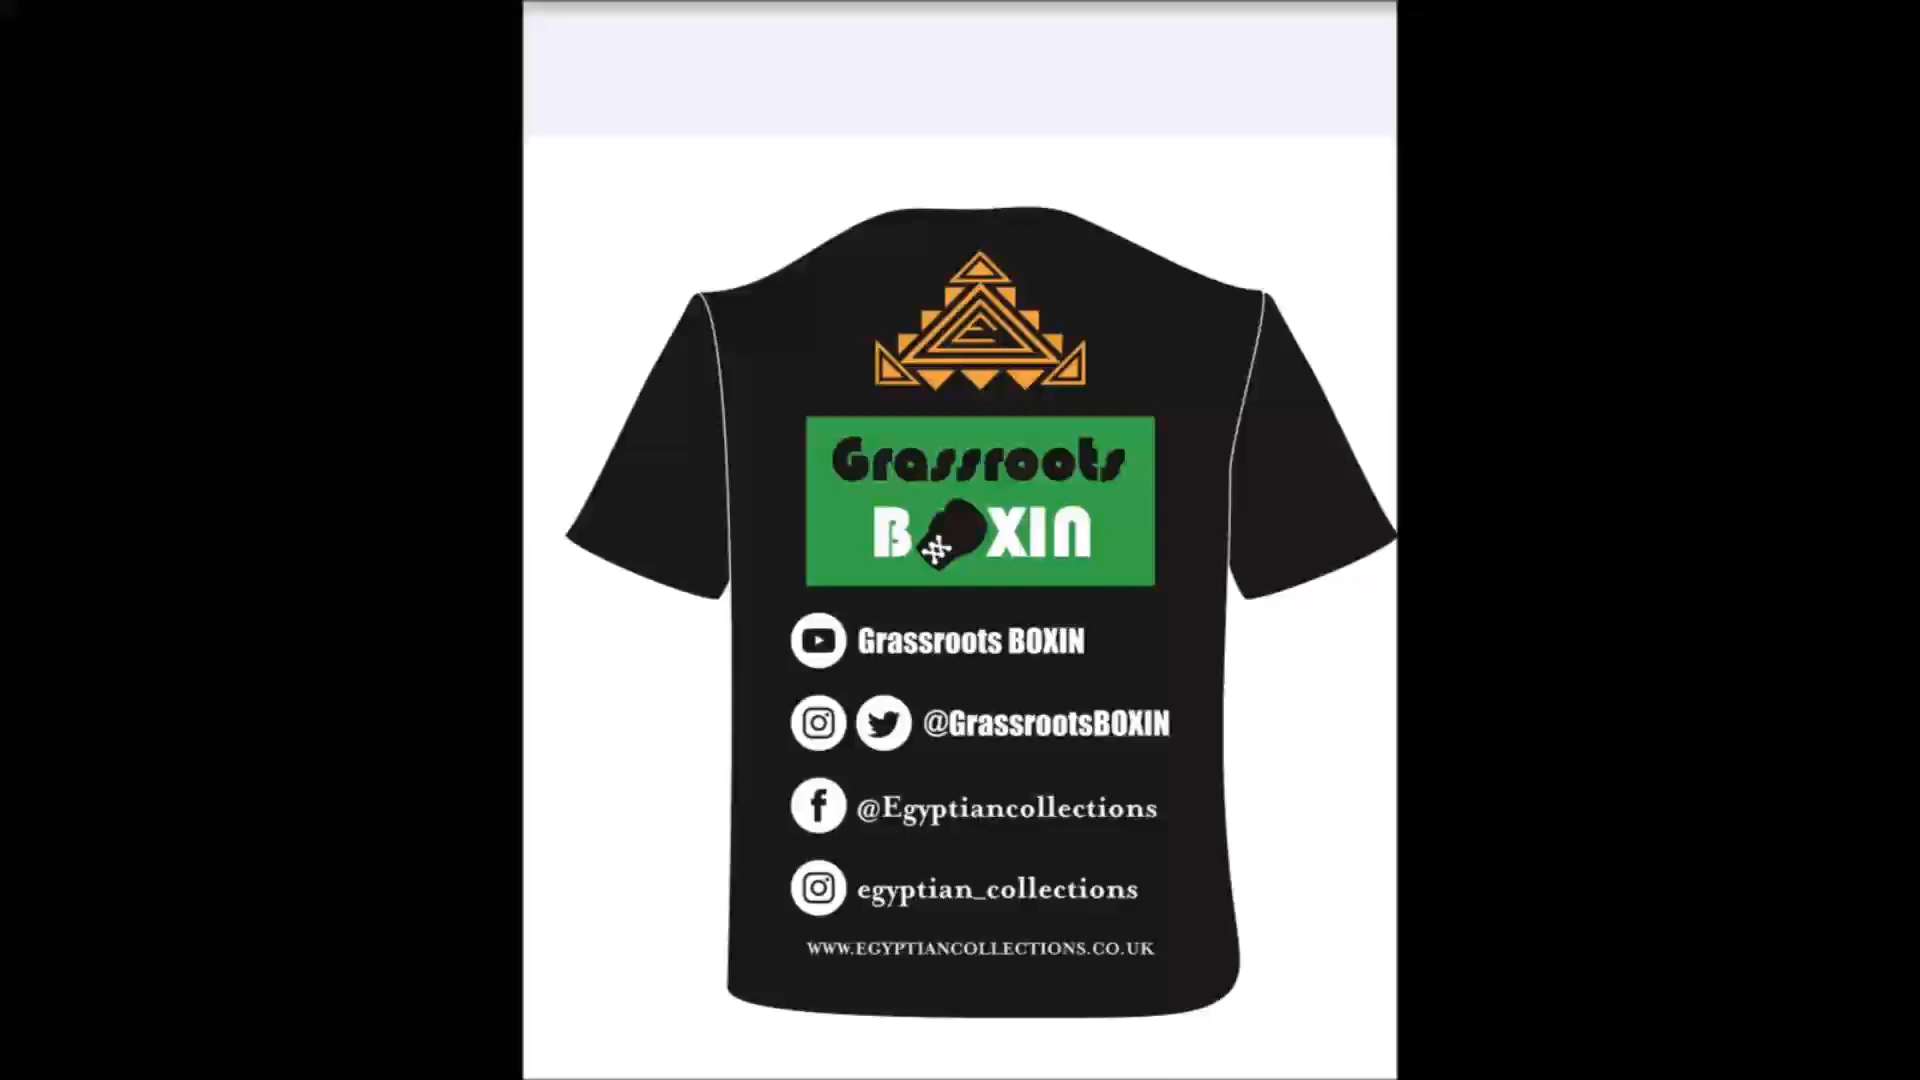 E
Grassroots
BOXIN
Grassroots BOXIN
@GrassrootsBOXIN
@Egyptiancollections
egyptian_collections
WWW.EGYPTIANCOLLECTIONS.CO.UK